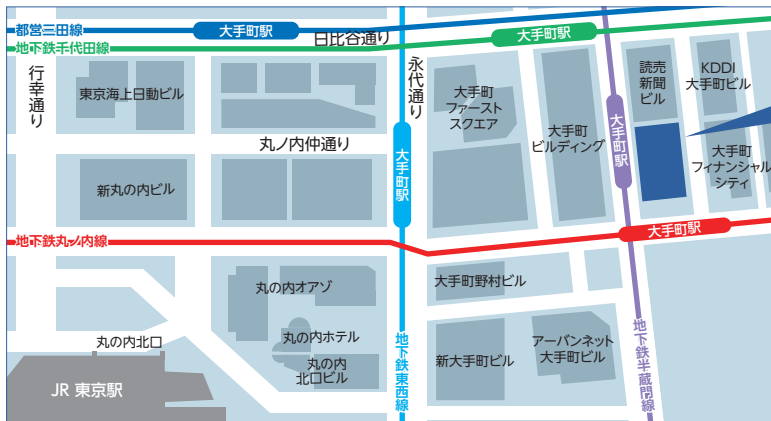 都営三田線
大手町駅
日比谷通り
地下鉄千代田線
大手町駅
行幸通り
東京海上日動ビル
永代通り
大手町
ファースト
スクエア
大手町
ビルディング
大手町駅
読売
新聞
ビル
KDDI
大手町ビル
丸ノ内仲通り
大手町駅
大手町
フィナンシャル
シティ
新丸の内ビル
地下鉄丸ノ内線
大手町駅
丸の内オアゾ
大手町野村ビル
丸の内北口
丸の内ホテル
丸の内
北口ビル
地下鉄東西線
新大手町ビル
アーバンネット
大手町ビル
地下鉄半蔵門線
JR 東京駅